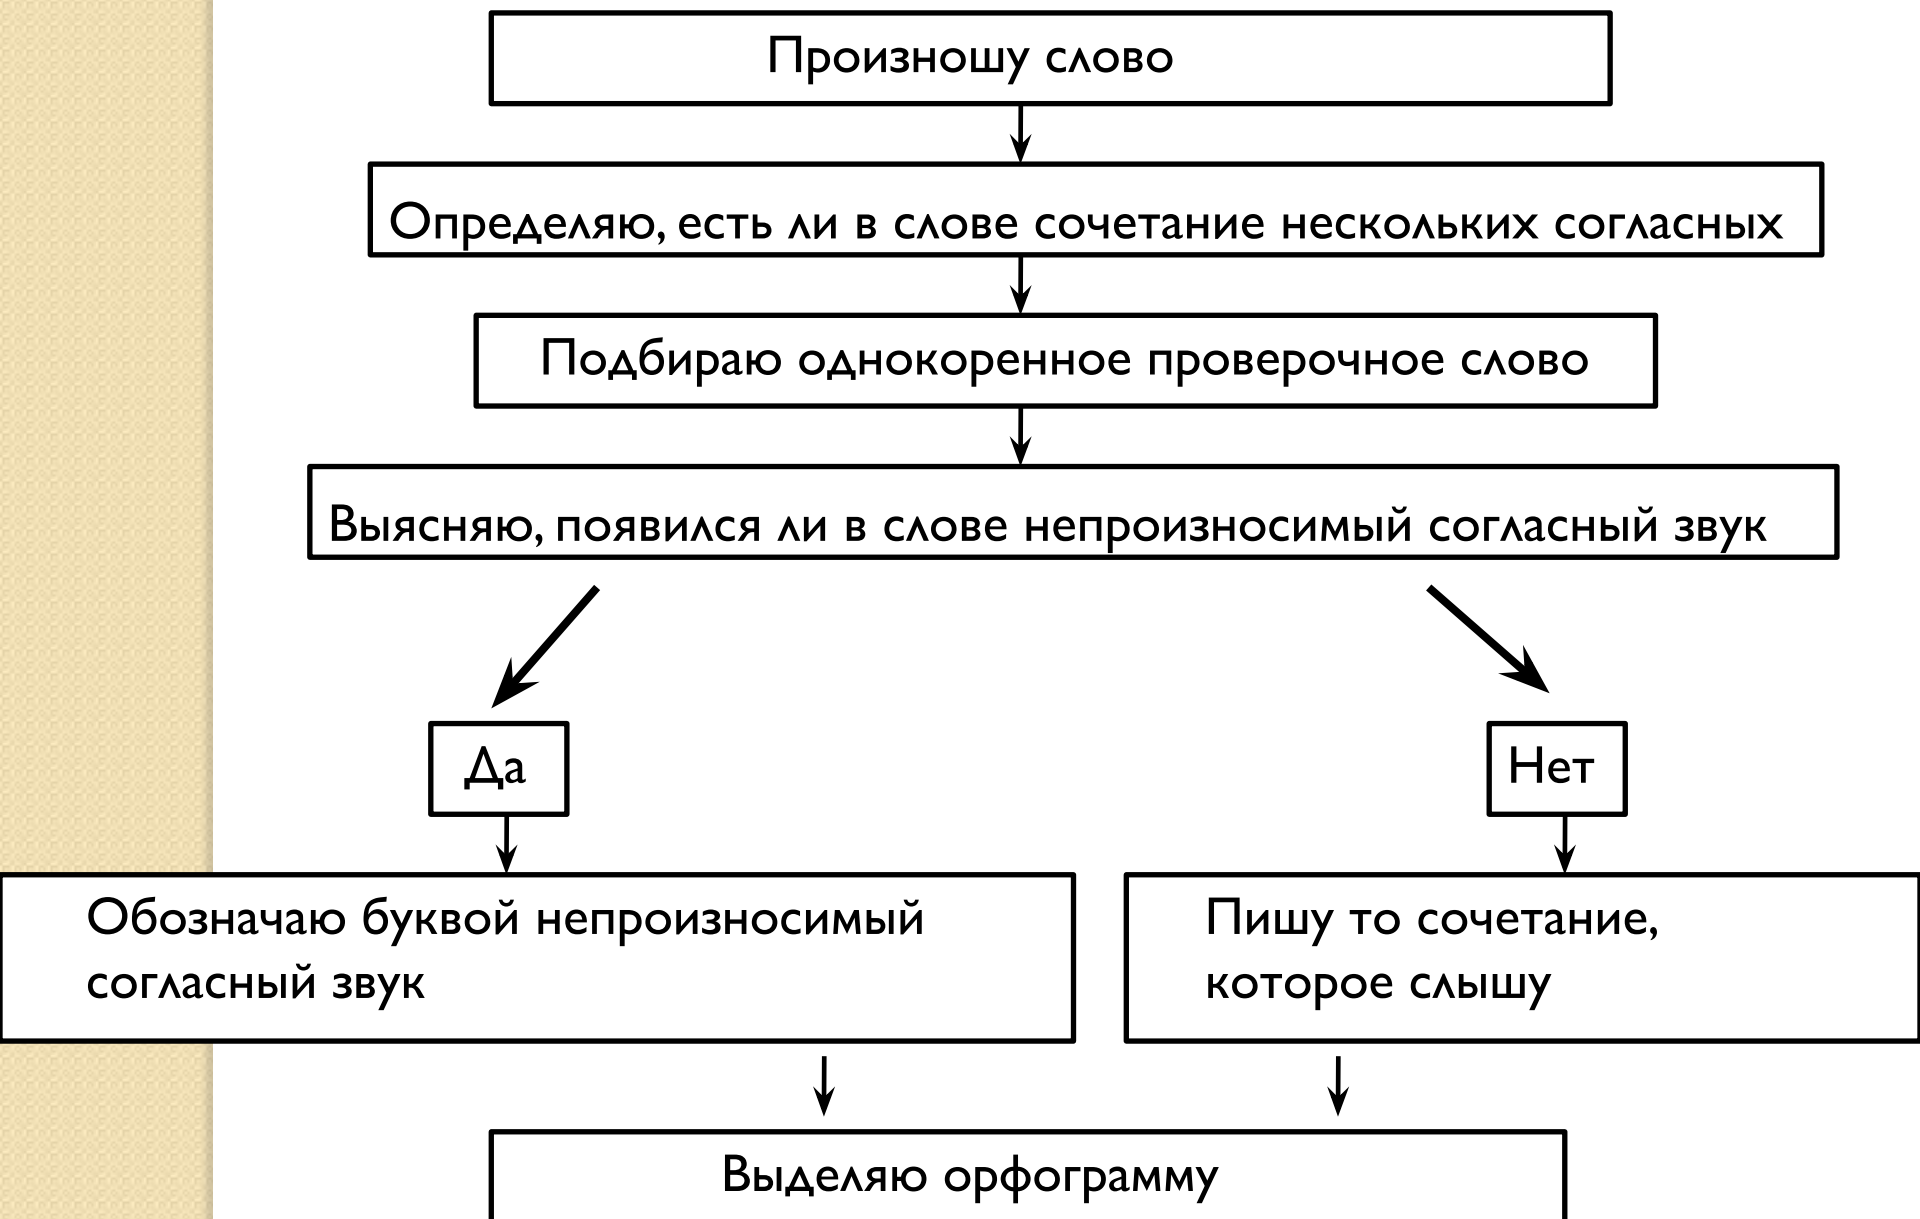 Произношу слово
Определяю, есть ли в слове сочетание нескольких согласных
Подбираю однокоренное проверочное слово
Выясняю, появился ли в слове непроизносимый согласный звук
Да
Нет
Обозначаю буквой непроизносимый
согласный звук
Пишу то сочетание,
которое слышу
Выделяю орфограмму